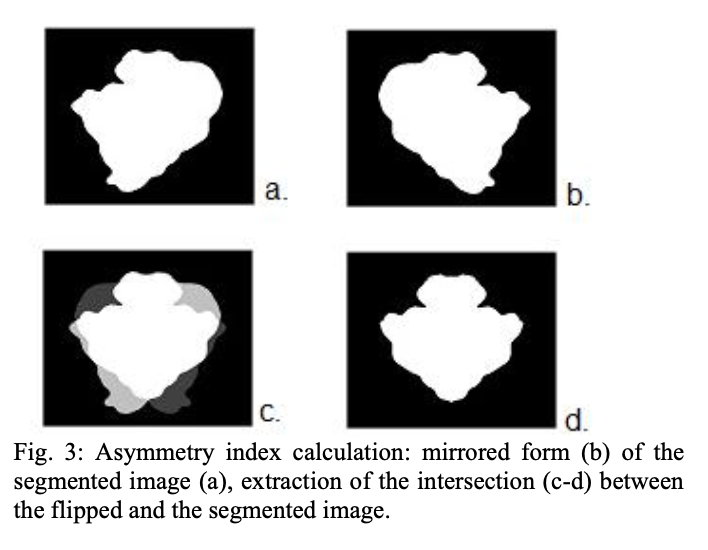 a.
b.
c.
d.
Fig. 3: Asymmetry index calculation: mirrored form (b) of the
segmented image (a), extraction of the intersection (c-d) between
the flipped and the segmented image.